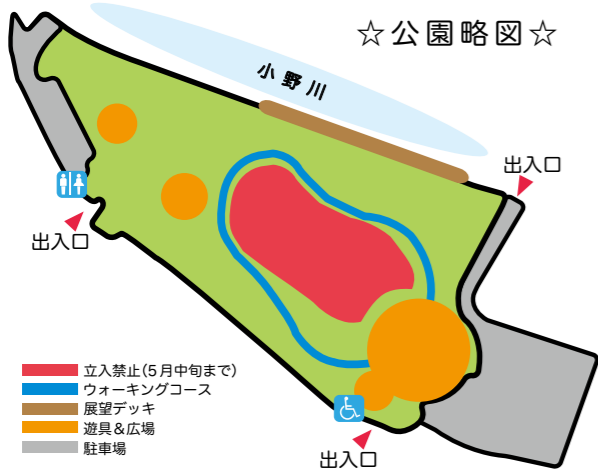 ☆公園略図☆
小野川
出入口
出入口
立入禁止(5月中旬まで)
ウォーキングコース
展望デッキ
遊具&広場
駐車場
出入口